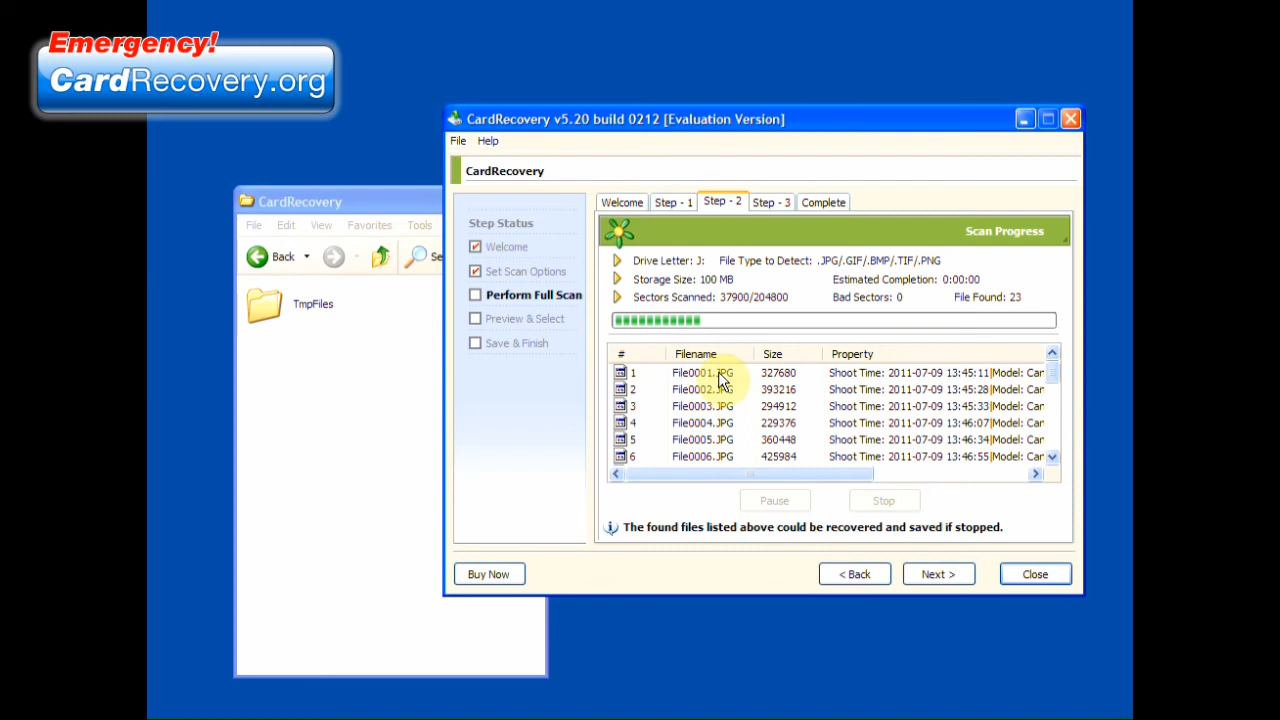 Emergency!
CardRecovery.org
CardRecovery v5.20 build 0212 [Evaluation Version]
File Help
CardRecovery
CardRecovery
File Edit View Favorites Tools
Back Se
TmpFiles
Step Status
Welcome
Set Scan Options
Perform Full Scan
Preview & Select
Save & Finish
Welcome Step - 1 Step - 2 Step - 3 Complete
Scan Progress
Drive Letter: J: File Type to Detect: .JPG/.GIF/.BMP/.TIF/.PNG
Storage Size: 100 MB Estimated Completion: 0:00:00
Sectors Scanned: 37900/204800 Bad Sectors: 0 File Found: 23
# Filename Size Property
1 File0001.JPG 327680 Shoot Time: 2011-07-09 13:45:11|Model: Car
2 File0002.JPG 393216 Shoot Time: 2011-07-09 13:45:28|Model: Car
3 File0003.JPG 294912 Shoot Time: 2011-07-09 13:45:33|Model: Car
4 File0004.JPG 229376 Shoot Time: 2011-07-09 13:46:07|Model: Car
5 File0005.JPG 360448 Shoot Time: 2011-07-09 13:46:34|Model: Car
6 File0006.JPG 425984 Shoot Time: 2011-07-09 13:46:55|Model: Car
Pause Stop
The found files listed above could be recovered and saved if stopped.
Buy Now < Back Next > Close